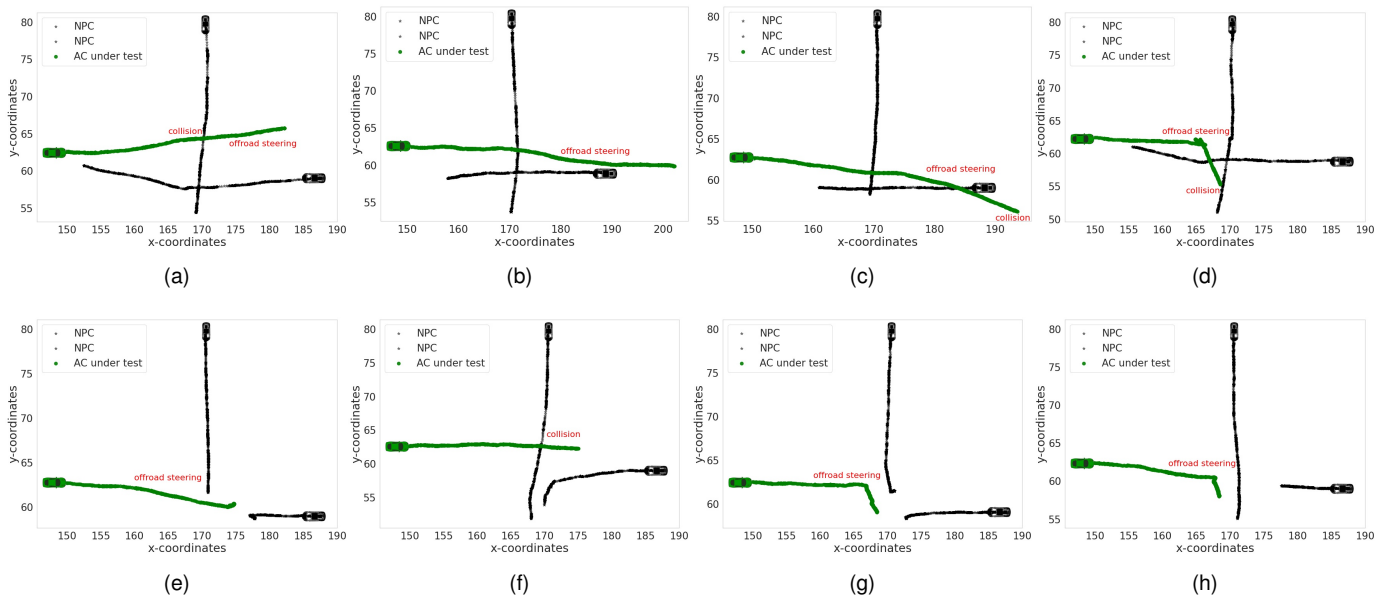 NPC
NPC
AC under test
collision
offroad steering
y-coordinates
80
75
70
65
60
55
150 155 160 165 170 175 180 185 190
x-coordinates
(a)
NPC
NPC
AC under test
offroad steering
y-coordinates
80
75
70
65
60
55
150 160 170 180 190 200
x-coordinates
(b)
NPC
NPC
AC under test
offroad steering
collision
y-coordinates
80
75
70
65
60
55
150 160 170 180 190
x-coordinates
(c)
NPC
NPC
AC under test
offroad steering
collision
y-coordinates
80
75
70
65
60
55
50
150 155 160 165 170 175 180 185 190
x-coordinates
(d)
NPC
NPC
AC under test
offroad steering
y-coordinates
80
75
70
65
60
150 155 160 165 170 175 180 185 190
x-coordinates
(e)
NPC
NPC
AC under test
collision
y-coordinates
80
75
70
65
60
55
150 155 160 165 170 175 180 185 190
x-coordinates
(f)
NPC
NPC
AC under test
offroad steering
y-coordinates
80
75
70
65
60
150 155 160 165 170 175 180 185 190
x-coordinates
(g)
NPC
NPC
AC under test
offroad steering
y-coordinates
80
75
70
65
60
55
150 155 160 165 170 175 180 185 190
x-coordinates
(h)